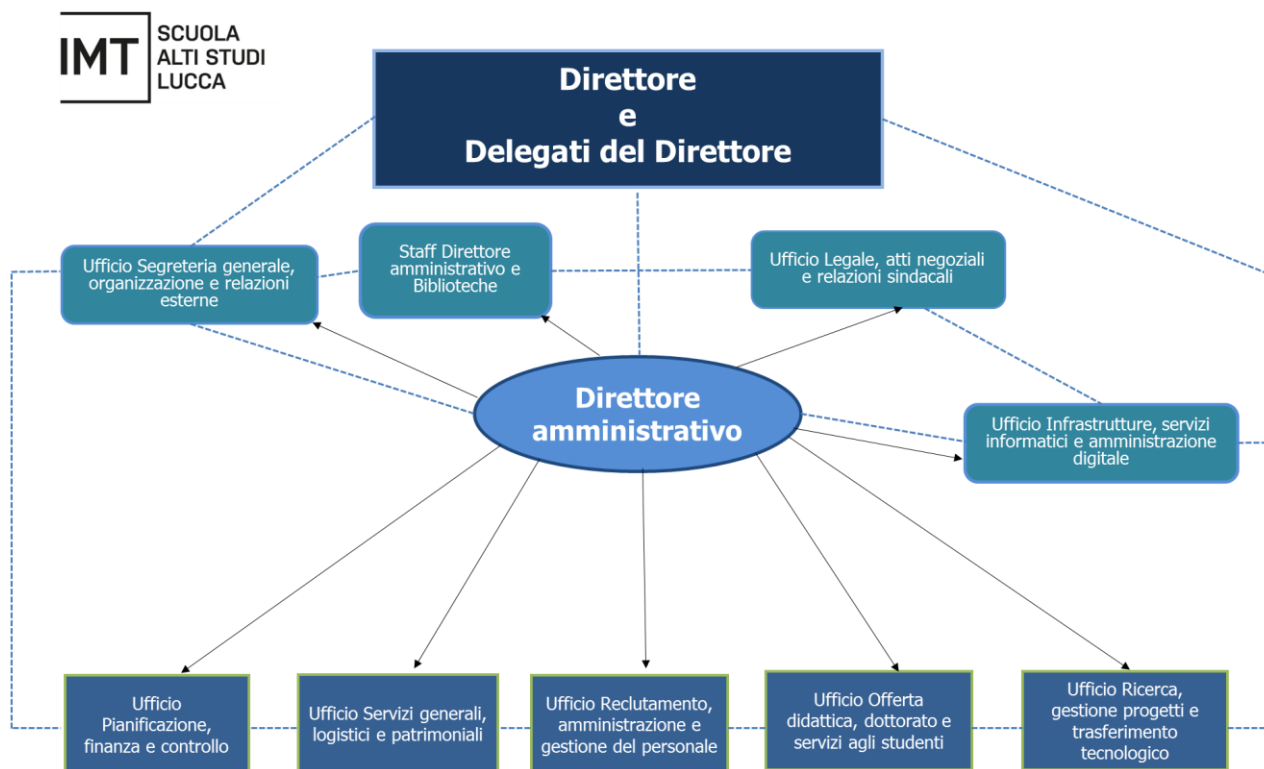 IMT
SCUOLA
ALTI STUDI
LUCCA
Direttore
e
Delegati del Direttore
Ufficio Segreteria generale,
organizzazione e relazioni
esterne
Staff Direttore
amministrativo e
Biblioteche
Ufficio Legale, atti negoziali
e relazioni sindacali
Direttore
amministrativo
Ufficio Infrastrutture, servizi
informatici e amministrazione
digitale
Ufficio
Pianificazione,
finanza e controllo
Ufficio Servizi generali,
logistici e patrimoniali
Ufficio Reclutamento,
amministrazione e
gestione del personale
Ufficio Offerta
didattica, dottorato e
servizi agli studenti
Ufficio Ricerca,
gestione progetti e
trasferimento
tecnologico